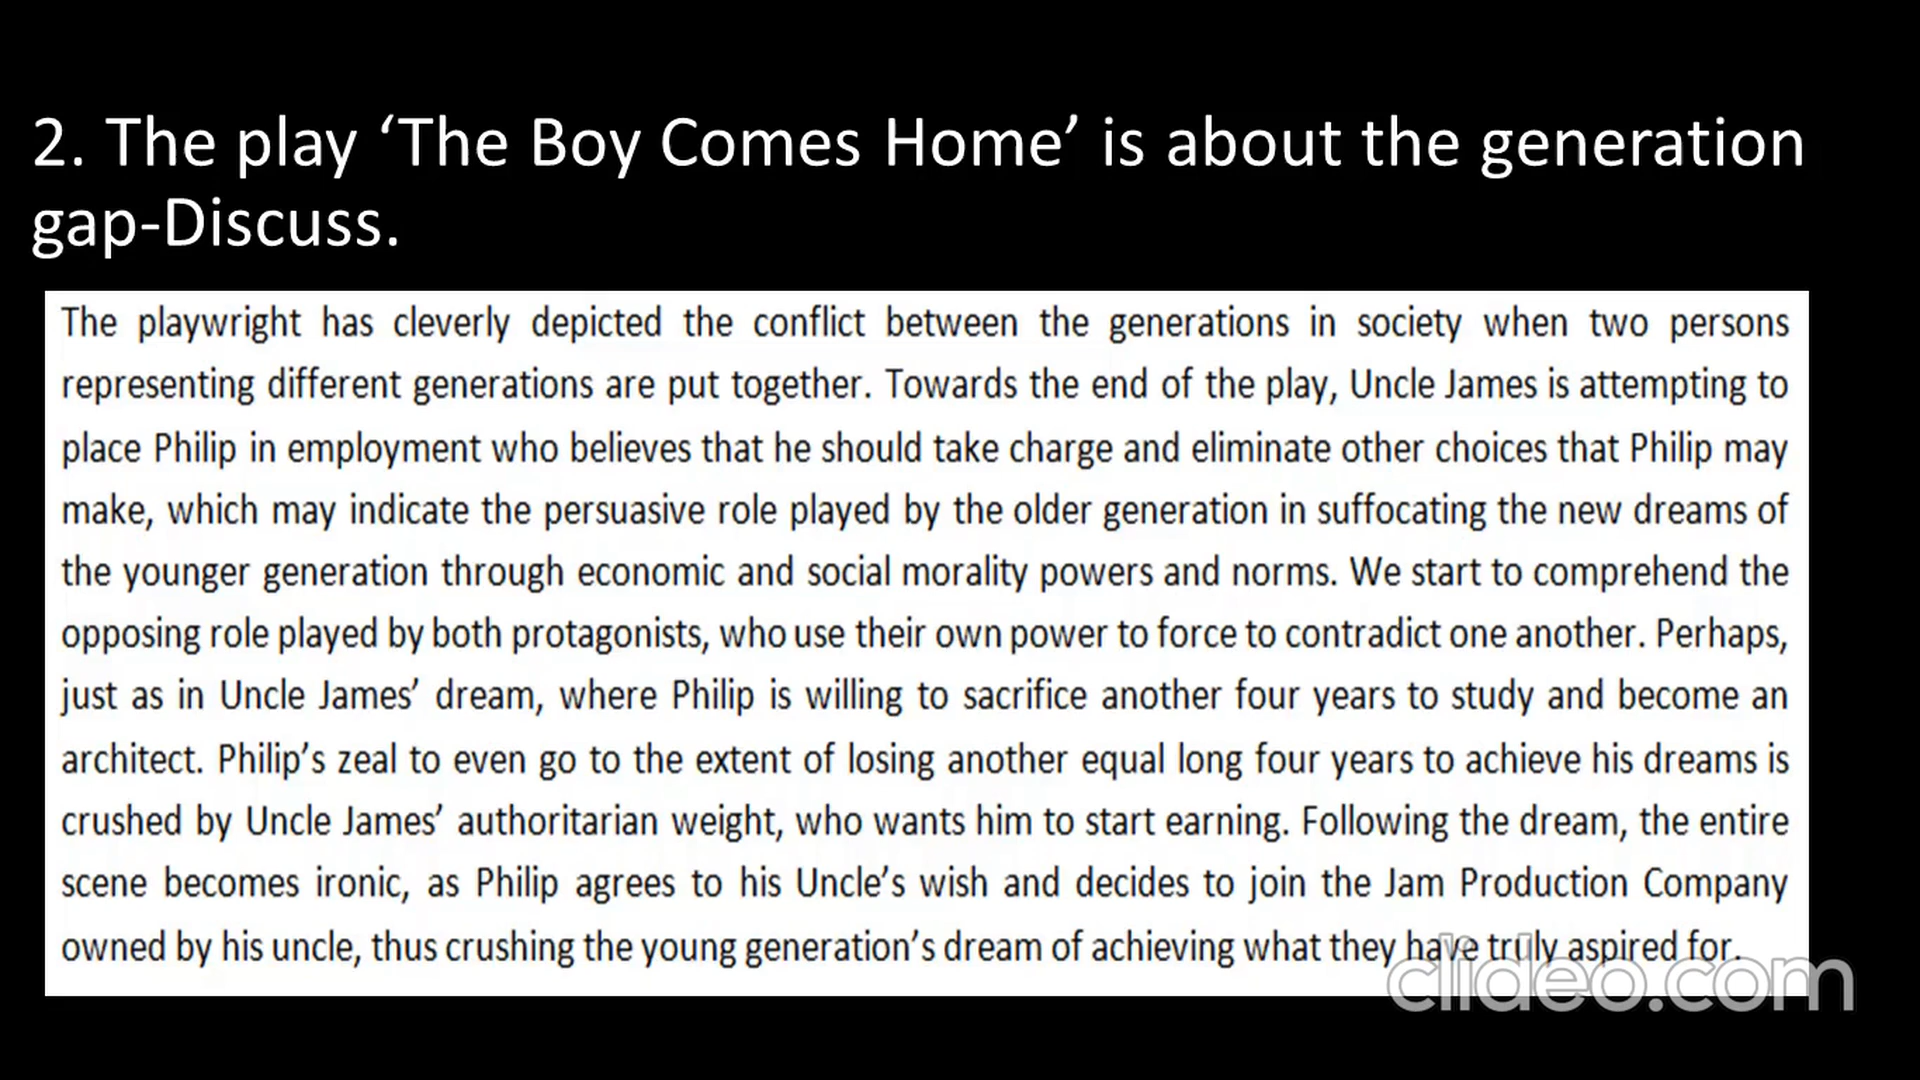 2. The play ‘The Boy Comes Home’ is about the generation
gap-Discuss.
The playwright has cleverly depicted the conflict between the generations in society when two persons
representing different generations are put together. Towards the end of the play, Uncle James is attempting to
place Philip in employment who believes that he should take charge and eliminate other choices that Philip may
make, which may indicate the persuasive role played by the older generation in suffocating the new dreams of
the younger generation through economic and social morality powers and norms. We start to comprehend the
opposing role played by both protagonists, who use their own power to force to contradict one another. Perhaps,
just as in Uncle James’ dream, where Philip is willing to sacrifice another four years to study and become an
architect. Philip’s zeal to even go to the extent of losing another equal long four years to achieve his dreams is
crushed by Uncle James’ authoritarian weight, who wants him to start earning. Following the dream, the entire
scene becomes ironic, as Philip agrees to his Uncle’s wish and decides to join the Jam Production Company
owned by his uncle, thus crushing the young generation’s dream of achieving what they have truly aspired for.
clideo.com